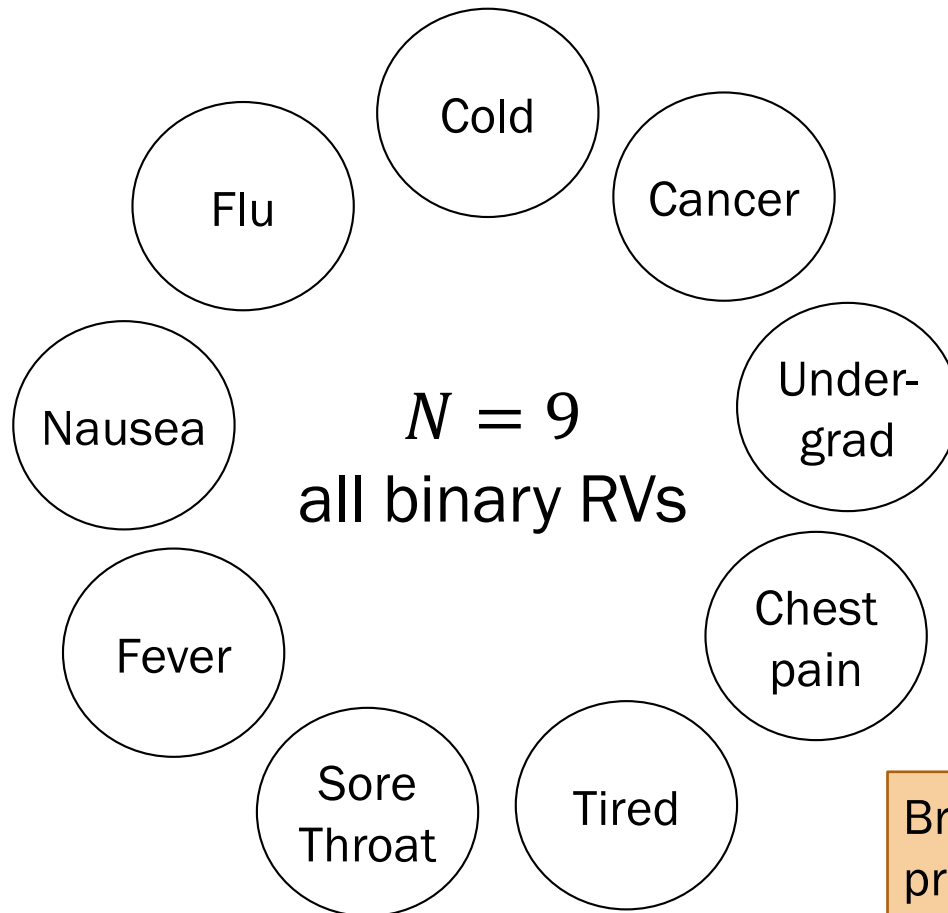 Cold
Flu
Cancer
Under-
grad
Nausea
N = 9
all binary RVs
Fever
Chest
pain
Sore
Throat
Tired